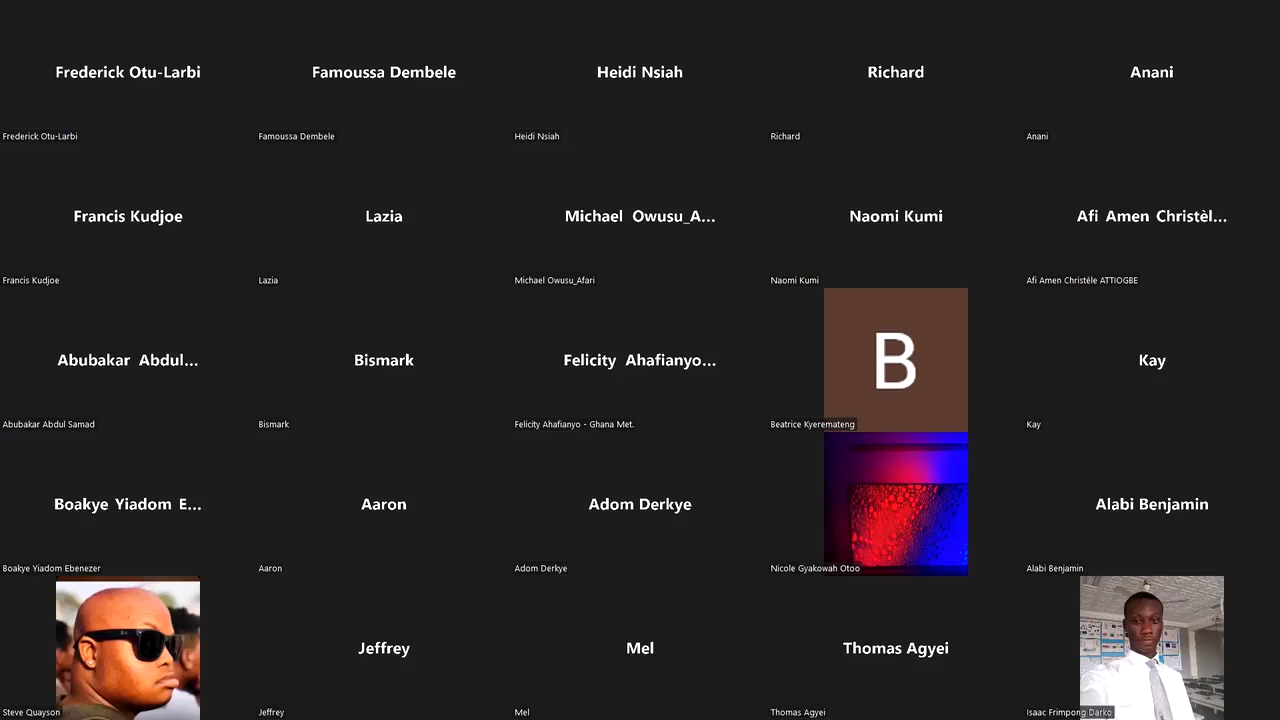 Frederick Otu-Larbi
Famoussa Dembele
Heidi Nsiah
Richard
Anani
Frederick Otu-Larbi
Famoussa Dembele
Heidi Nsiah
Richard
Anani
Francis Kudjoe
Lazia
Michael Owusu_A...
Naomi Kumi
Afi Amen Christèl...
Francis Kudjoe
Lazia
Michael Owusu_Afari
Naomi Kumi
Afi Amen Christèle ATTIOGBE
Abubakar Abdul...
Bismark
Felicity Ahafianyo...
B
Kay
Abubakar Abdul Samad
Bismark
Felicity Ahafianyo - Ghana Met.
Beatrice Kyeremateng
Kay
Boakye Yiadom E...
Aaron
Adom Derkye
Alabi Benjamin
Boakye Yiadom Ebenezer
Aaron
Adom Derkye
Nicole Gyakowah Otoo
Alabi Benjamin
Jeffrey
Mel
Thomas Agyei
Steve Quayson
Jeffrey
Mel
Thomas Agyei
Isaac Frimpong Darko